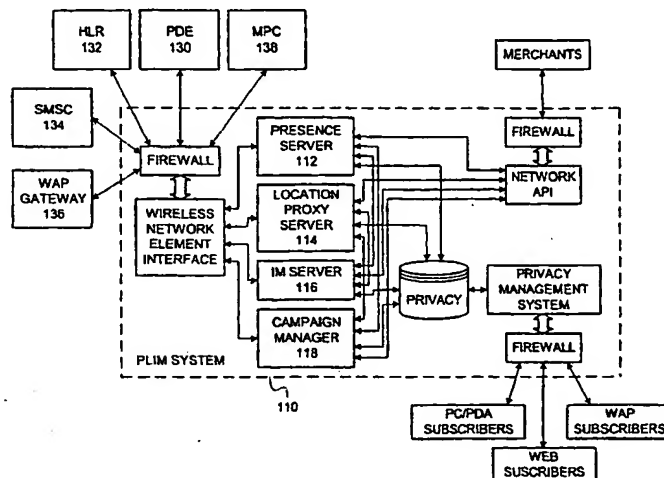 HLR
132
PDE
130
MPC
138
MERCHANTS
SMSC
134
FIREWALL
PRESENCE
SERVER
112
FIREWALL
WAP
GATEWAY
136
WIRELESS
NETWORK
ELEMENT
INTERFACE
LOCATION
PROXY
SERVER
114
NETWORK
API
IM SERVER
116
PRIVACY
PRIVACY
MANAGEMENT
SYSTEM
CAMPAIGN
MANAGER
118
FIREWALL
PLIM SYSTEM
110
PC/PDA
SUBSCRIBERS
WAP
SUBSCRIBERS
WEB
SUSCRIBERS